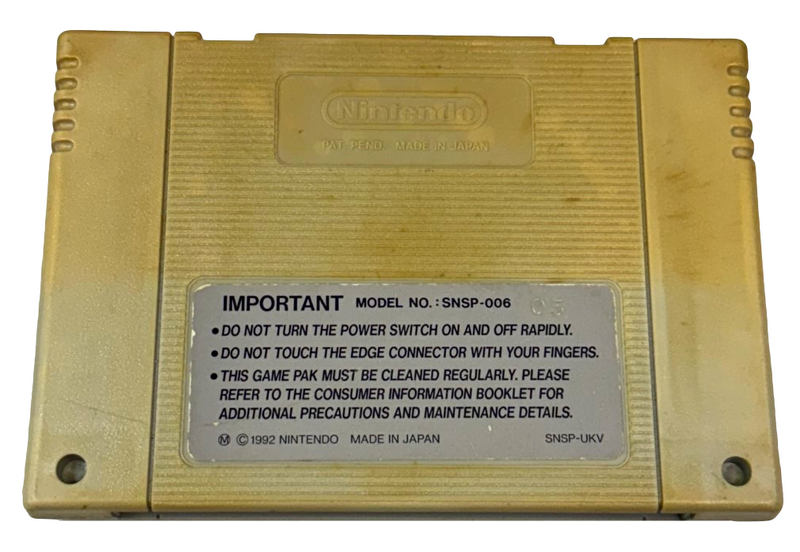 Nintendo
PAT. PEND. MADE IN JAPAN
IMPORTANT MODEL NO.: SNSP-006 05
• DO NOT TURN THE POWER SWITCH ON AND OFF RAPIDLY.
• DO NOT TOUCH THE EDGE CONNECTOR WITH YOUR FINGERS.
• THIS GAME PAK MUST BE CLEANED REGULARLY. PLEASE
REFER TO THE CONSUMER INFORMATION BOOKLET FOR
ADDITIONAL PRECAUTIONS AND MAINTENANCE DETAILS.
Ⓜ © 1992 NINTENDO MADE IN JAPAN SNSP-UKV